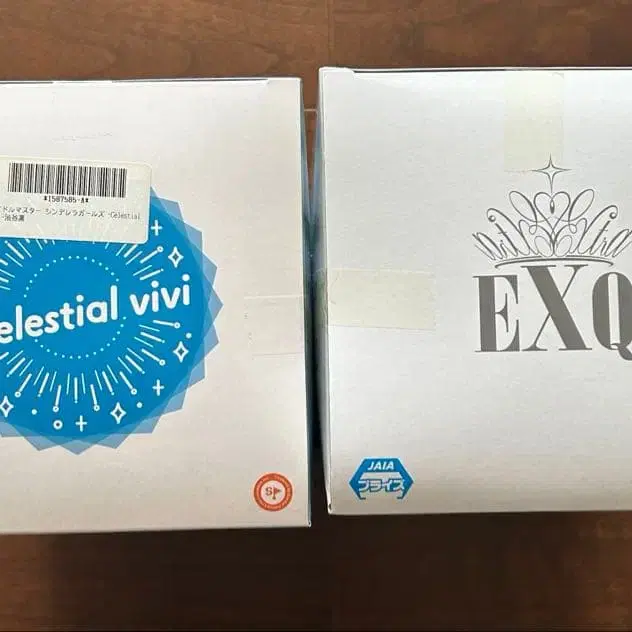 *1587585-A*
ドルマスター シンデレラガールズ -Celestial
-渋谷凛
elestial vivi
S
EXQ
JAIA
プライズ